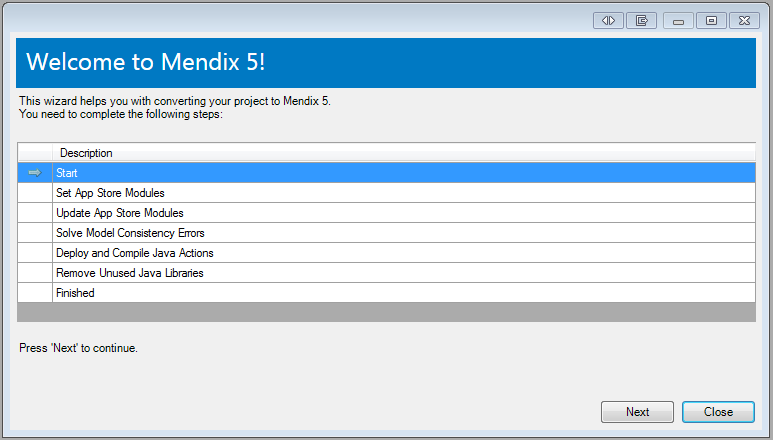 Welcome to Mendix 5!
This wizard helps you with converting your project to Mendix 5.
You need to complete the following steps:
Description
Start
Set App Store Modules
Update App Store Modules
Solve Model Consistency Errors
Deploy and Compile Java Actions
Remove Unused Java Libraries
Finished
Press 'Next' to continue.
Next Close